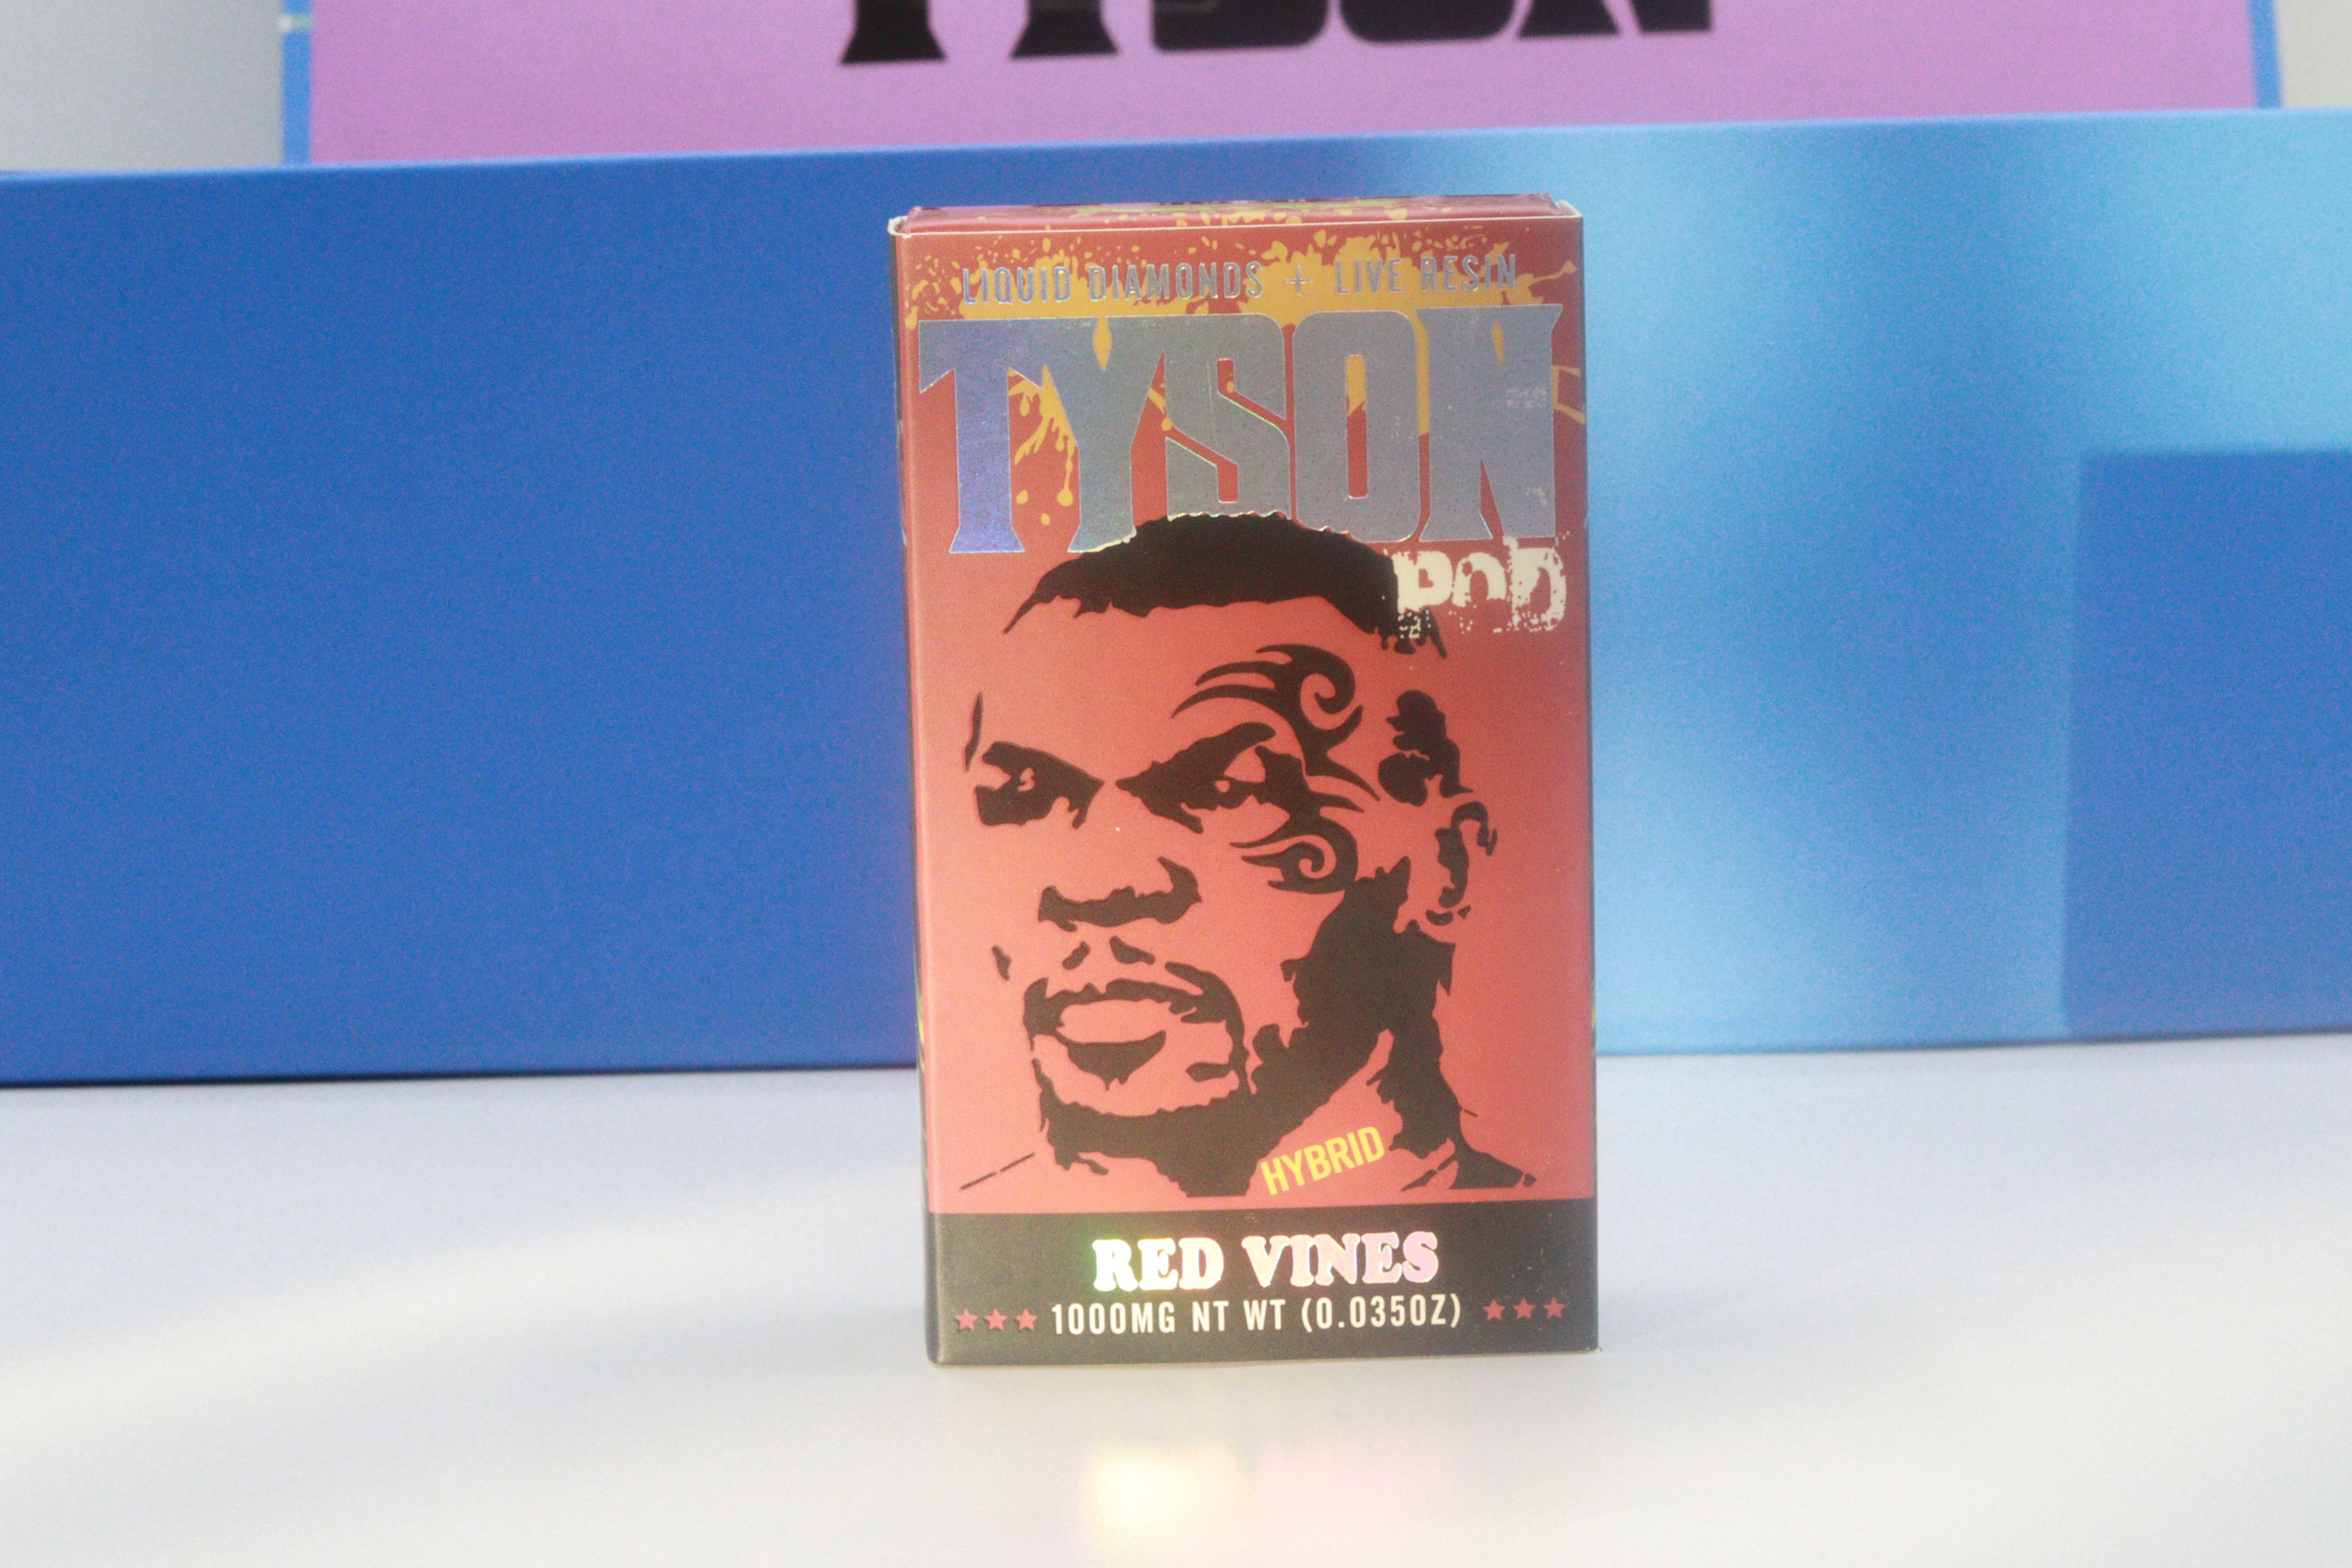 TYSON
LIQUID DIAMONDS + LIVE RESIN
TYSON
POD
HYBRID
RED VINES
1000MG NT WT (0.035OZ)